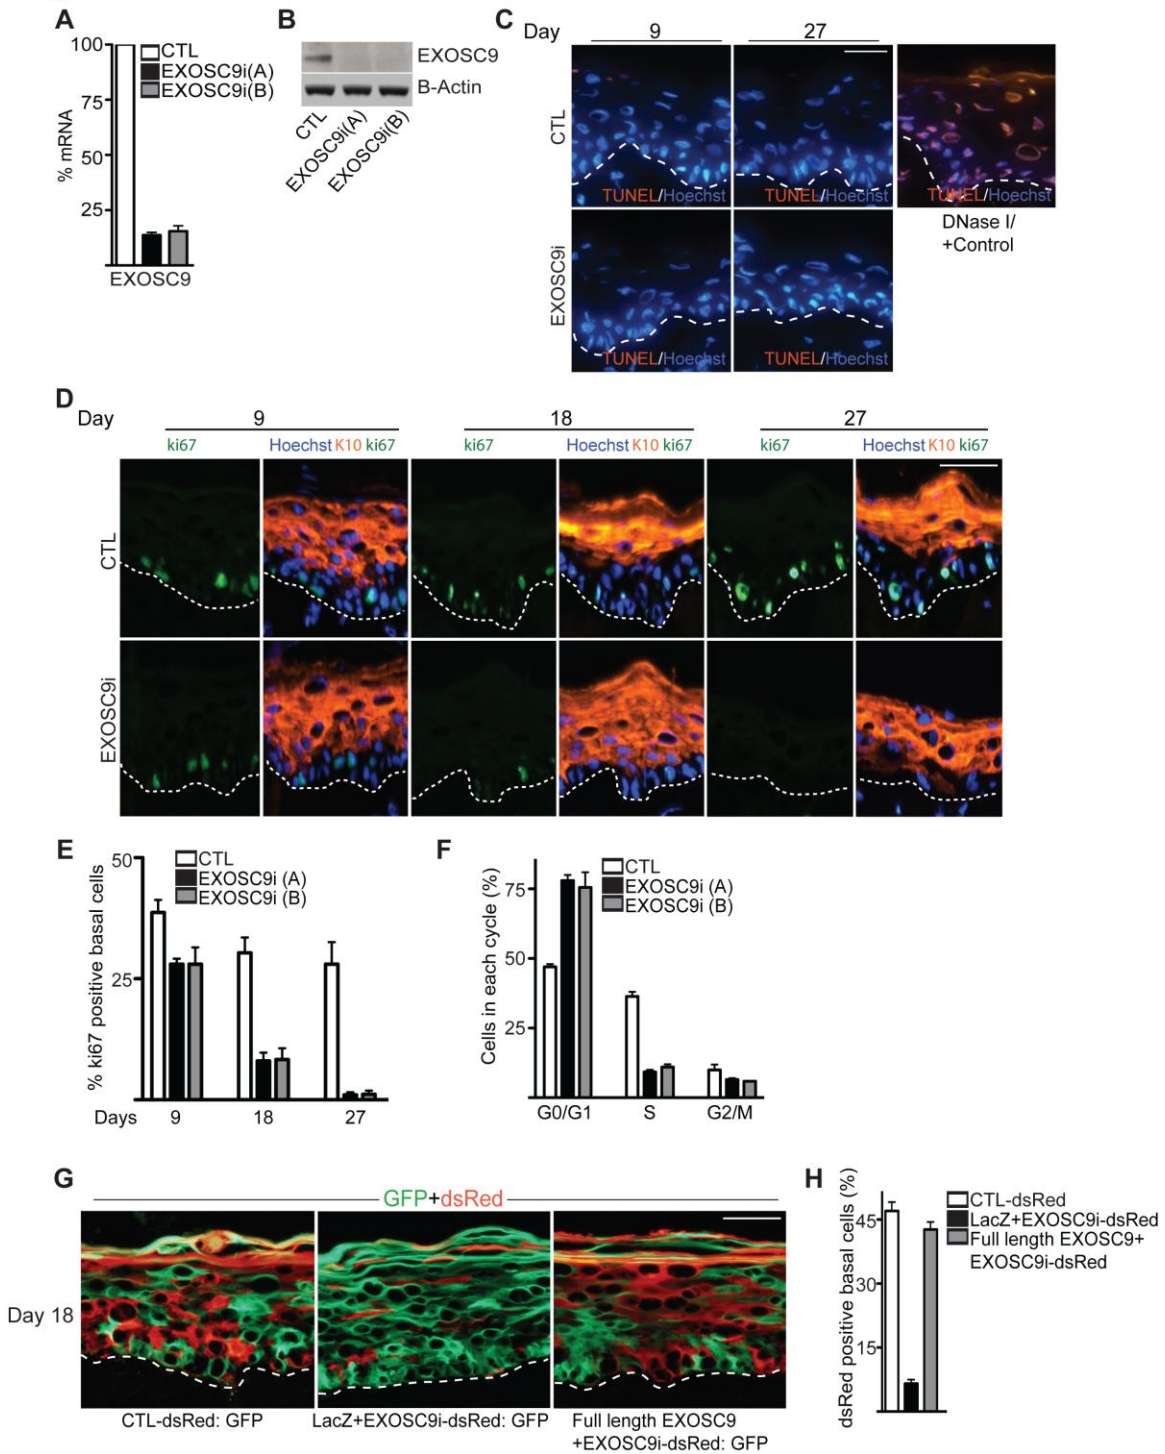 A
100
75
50
25
% mRNA
CTL
EXOSC9i(A)
EXOSC9i(B)
EXOSC9
B
EXOSC9
B-Actin
CTL
EXOSC9i(A)
EXOSC9i(B)
C
Day
9
27
CTL
TUNEL/Hoechst
TUNEL/Hoechst
TUNEL/Hoechst
DNase I/
+Control
EXOSC9i
TUNEL/Hoechst
TUNEL/Hoechst
D
Day
9
18
27
ki67
Hoechst K10 ki67
ki67
Hoechst K10 ki67
ki67
Hoechst K10 ki67
CTL
EXOSC9i
E
50
25
% ki67 positive basal cells
CTL
EXOSC9i (A)
EXOSC9i (B)
Days
9
18
27
F
75
50
25
Cells in each cycle (%)
CTL
EXOSC9i (A)
EXOSC9i (B)
G0/G1
S
G2/M
G
GFP+dsRed
Day 18
CTL-dsRed: GFP
LacZ+EXOSC9i-dsRed: GFP
Full length EXOSC9
+EXOSC9i-dsRed: GFP
H
45
30
15
dsRed positive basal cells (%)
CTL-dsRed
LacZ+EXOSC9i-dsRed
Full length EXOSC9+
EXOSC9i-dsRed